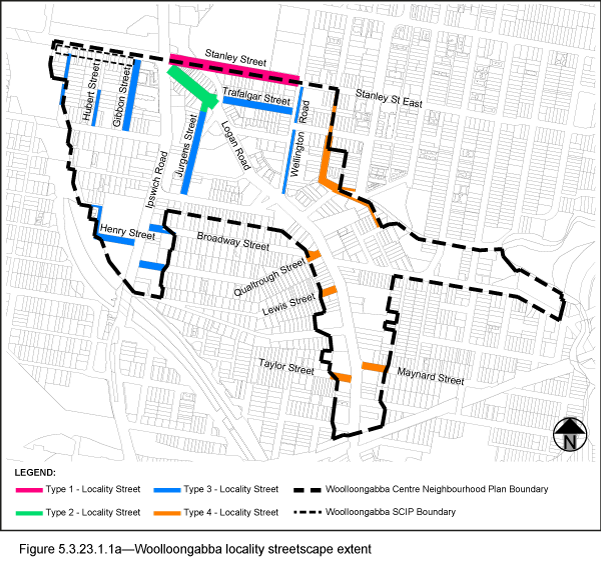 Stanley Street
Stanley St East
Hubert Street
Gibbon Street
Trafalgar Street
Road
Wellington
Jurgens Street
Logan Road
Ipswich Road
Henry Street
Broadway Street
Qualtrough Street
Lewis Street
Taylor Street
Maynard Street
N
LEGEND:
Type 1 - Locality Street
Type 3 - Locality Street
Woolloongabba Centre Neighbourhood Plan Boundary
Type 2 - Locality Street
Type 4 - Locality Street
Woolloongabba SCIP Boundary
Figure 5.3.23.1.1a—Woolloongabba locality streetscape extent